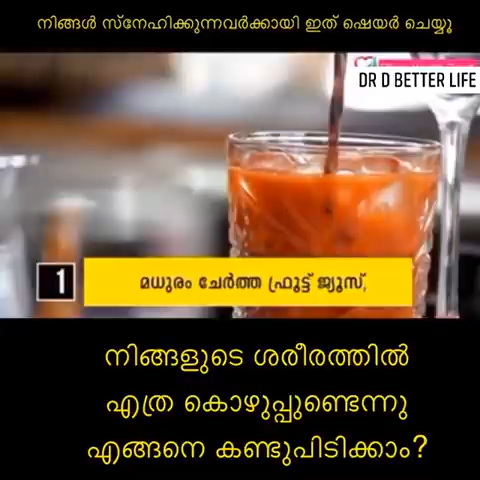 നിങ്ങൾ സ്നേഹിക്കുന്നവർക്കായി ഇത് ഷെയർ ചെയ്യൂ
DR D BETTER LIFE
1
മധുരം ചേർത്ത ഫ്രൂട്ട് ജ്യൂസ്,
നിങ്ങളുടെ ശരീരത്തിൽ
എത്ര കൊഴുപ്പുണ്ടെന്നു
എങ്ങനെ കണ്ടുപിടിക്കാം?